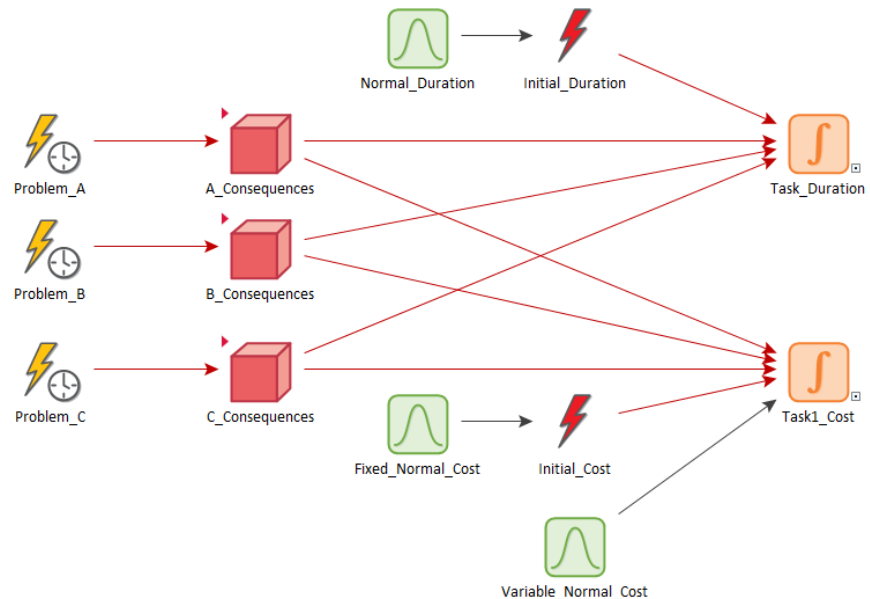 Normal_Duration
Initial_Duration
Problem_A
A_Consequences
Task_Duration
Problem_B
B_Consequences
Problem_C
C_Consequences
Task1_Cost
Fixed_Normal_Cost
Initial_Cost
Variable_Normal_Cost